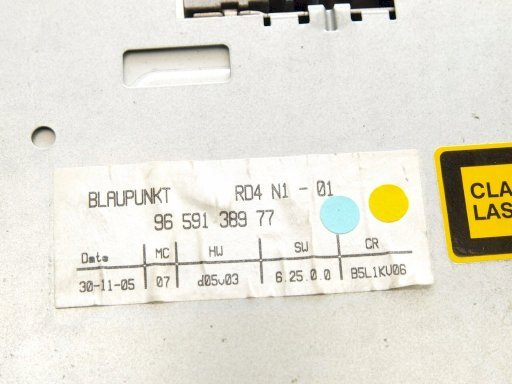 BLAUPUNKT RD4 N1 - 01
96 591 389 77
Date MC HW SW CR
30-11-05 07 d05v03 6.25.0.0 B5L1KV06
CLA
LAS